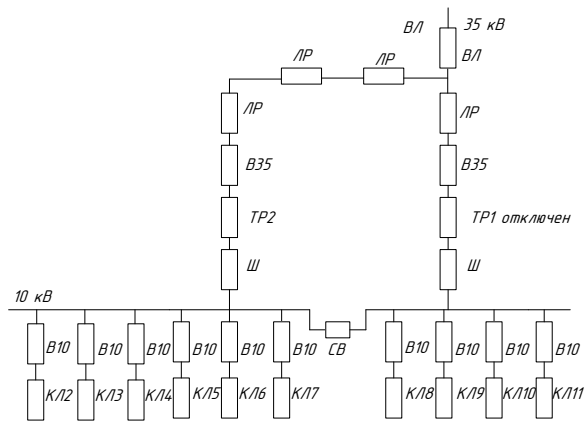 ВЛ 35 кВ
ВЛ
ЛР ЛР
ЛР ЛР
В35 В35
ТР2 ТР1 отключен
Ш Ш
10 кВ
В10 В10 В10 В10 В10 В10 СВ В10 В10 В10 В10
КЛ2 КЛ3 КЛ4 КЛ5 КЛ6 КЛ7 КЛ8 КЛ9 КЛ10 КЛ11